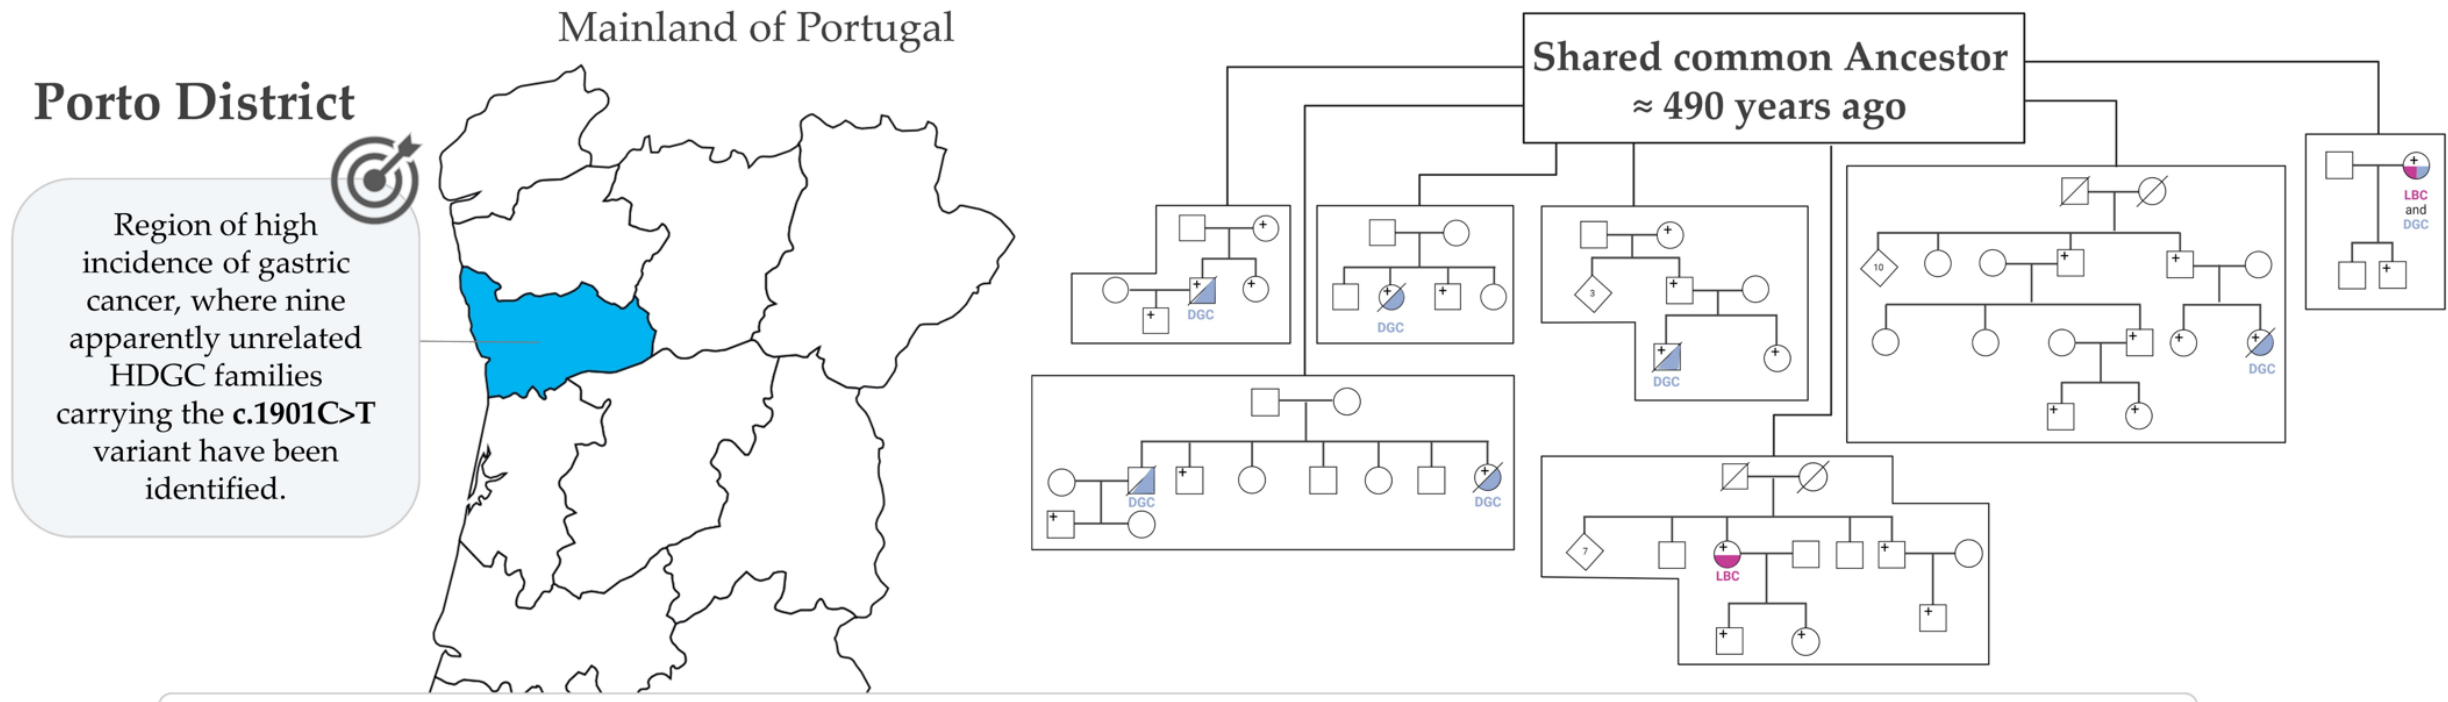 Mainland of Portugal
Porto District
Region of high
incidence of gastric
cancer, where nine
apparently unrelated
HDGC families
carrying the c.1901C>T
variant have been
identified.
Shared common Ancestor
≈ 490 years ago
+
+
+
DGC
+
+
DGC
+
+
3
+
+
DGC
+
10
+
+
+
+
+
DGC
+
+
+
LBC
and
DGC
+
+
+
DGC
DGC
+
7
+
+
LBC
+
+
+